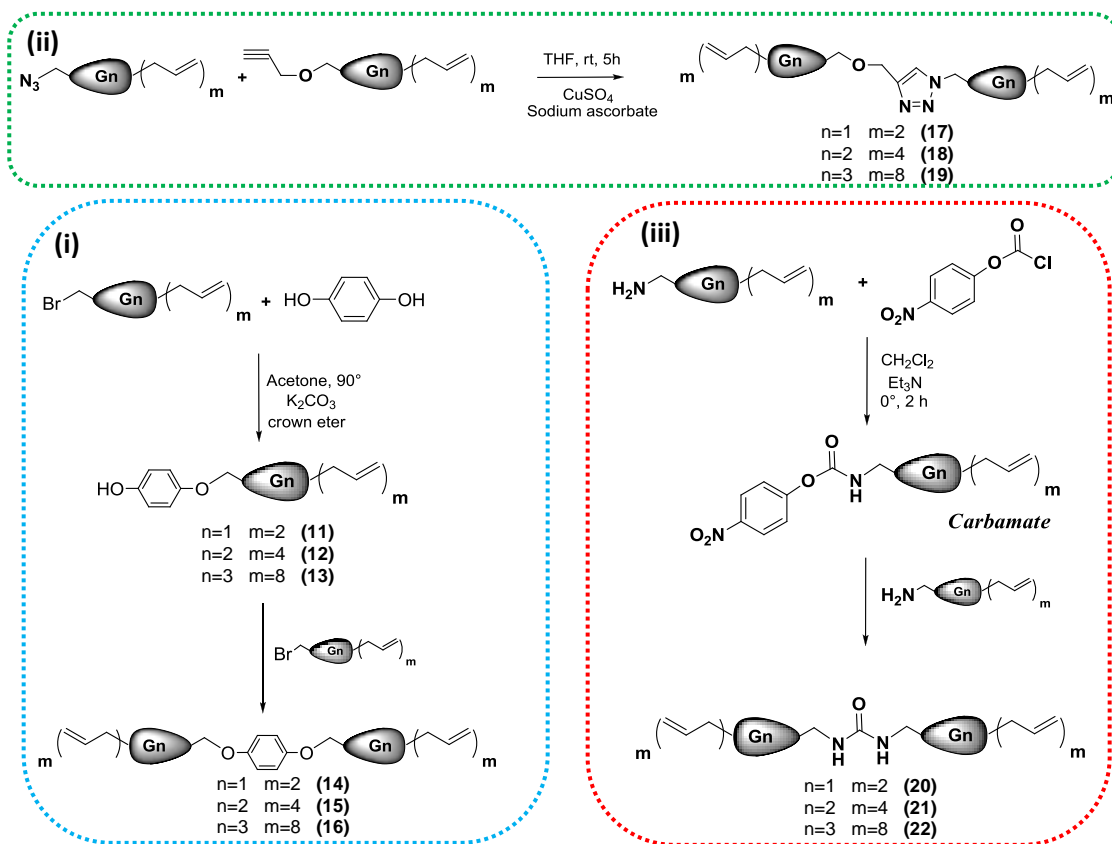 (ii)
N3 Gn m + O Gn m
THF, rt, 5h
CuSO4
Sodium ascorbate
m Gn O N N=N Gn m
n=1 m=2 (17)
n=2 m=4 (18)
n=3 m=8 (19)
(i)
Br Gn m + HO OH
Acetone, 90°
K2CO3
crown eter
HO O Gn m
n=1 m=2 (11)
n=2 m=4 (12)
n=3 m=8 (13)
Br Gn m
m Gn O O Gn m
n=1 m=2 (14)
n=2 m=4 (15)
n=3 m=8 (16)
(iii)
H2N Gn m + O2N O O Cl
CH2Cl2
Et3N
0°, 2 h
O2N O O N H Gn m
Carbamate
H2N Gn m
m Gn N H O N H Gn m
n=1 m=2 (20)
n=2 m=4 (21)
n=3 m=8 (22)